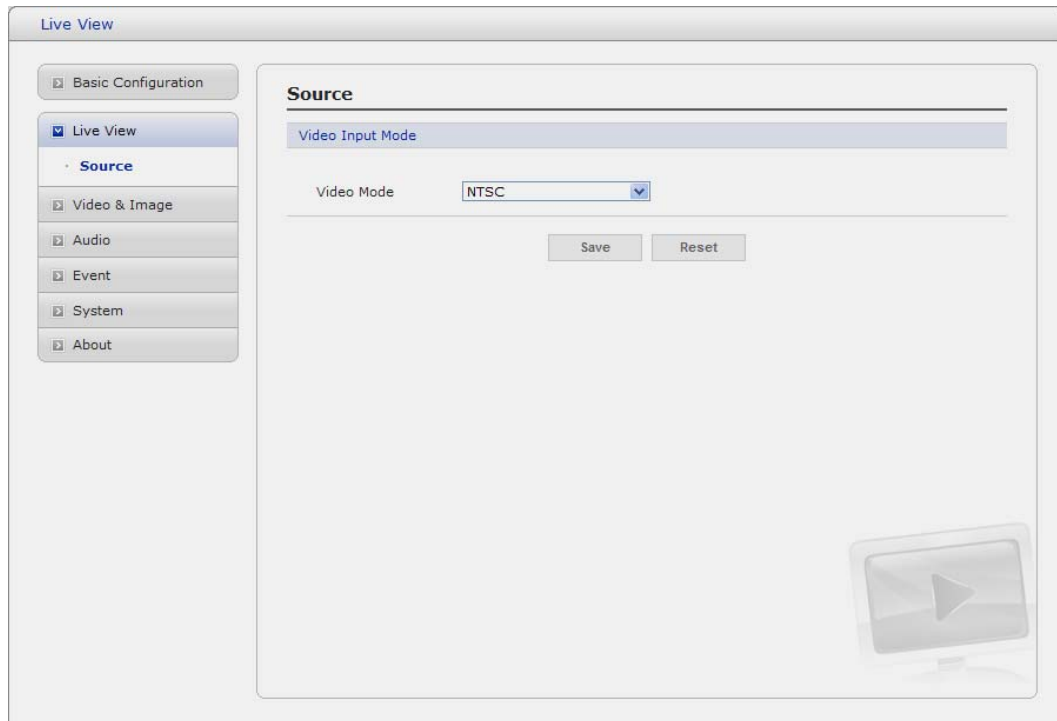 Live View
Basic Configuration
Live View
· Source
Video & Image
Audio
Event
System
About
Source
Video Input Mode
Video Mode NTSC
Save Reset